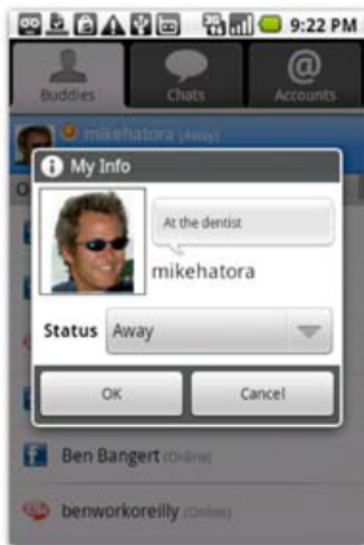 3G
9:22 PM
Buddies
Chats
Accounts
@
mikehatora (Away)
O
My Info
At the dentist
mikehatora
Status
Away
OK
Cancel
Ben Bangert (Online)
benworkoreilly (Online)